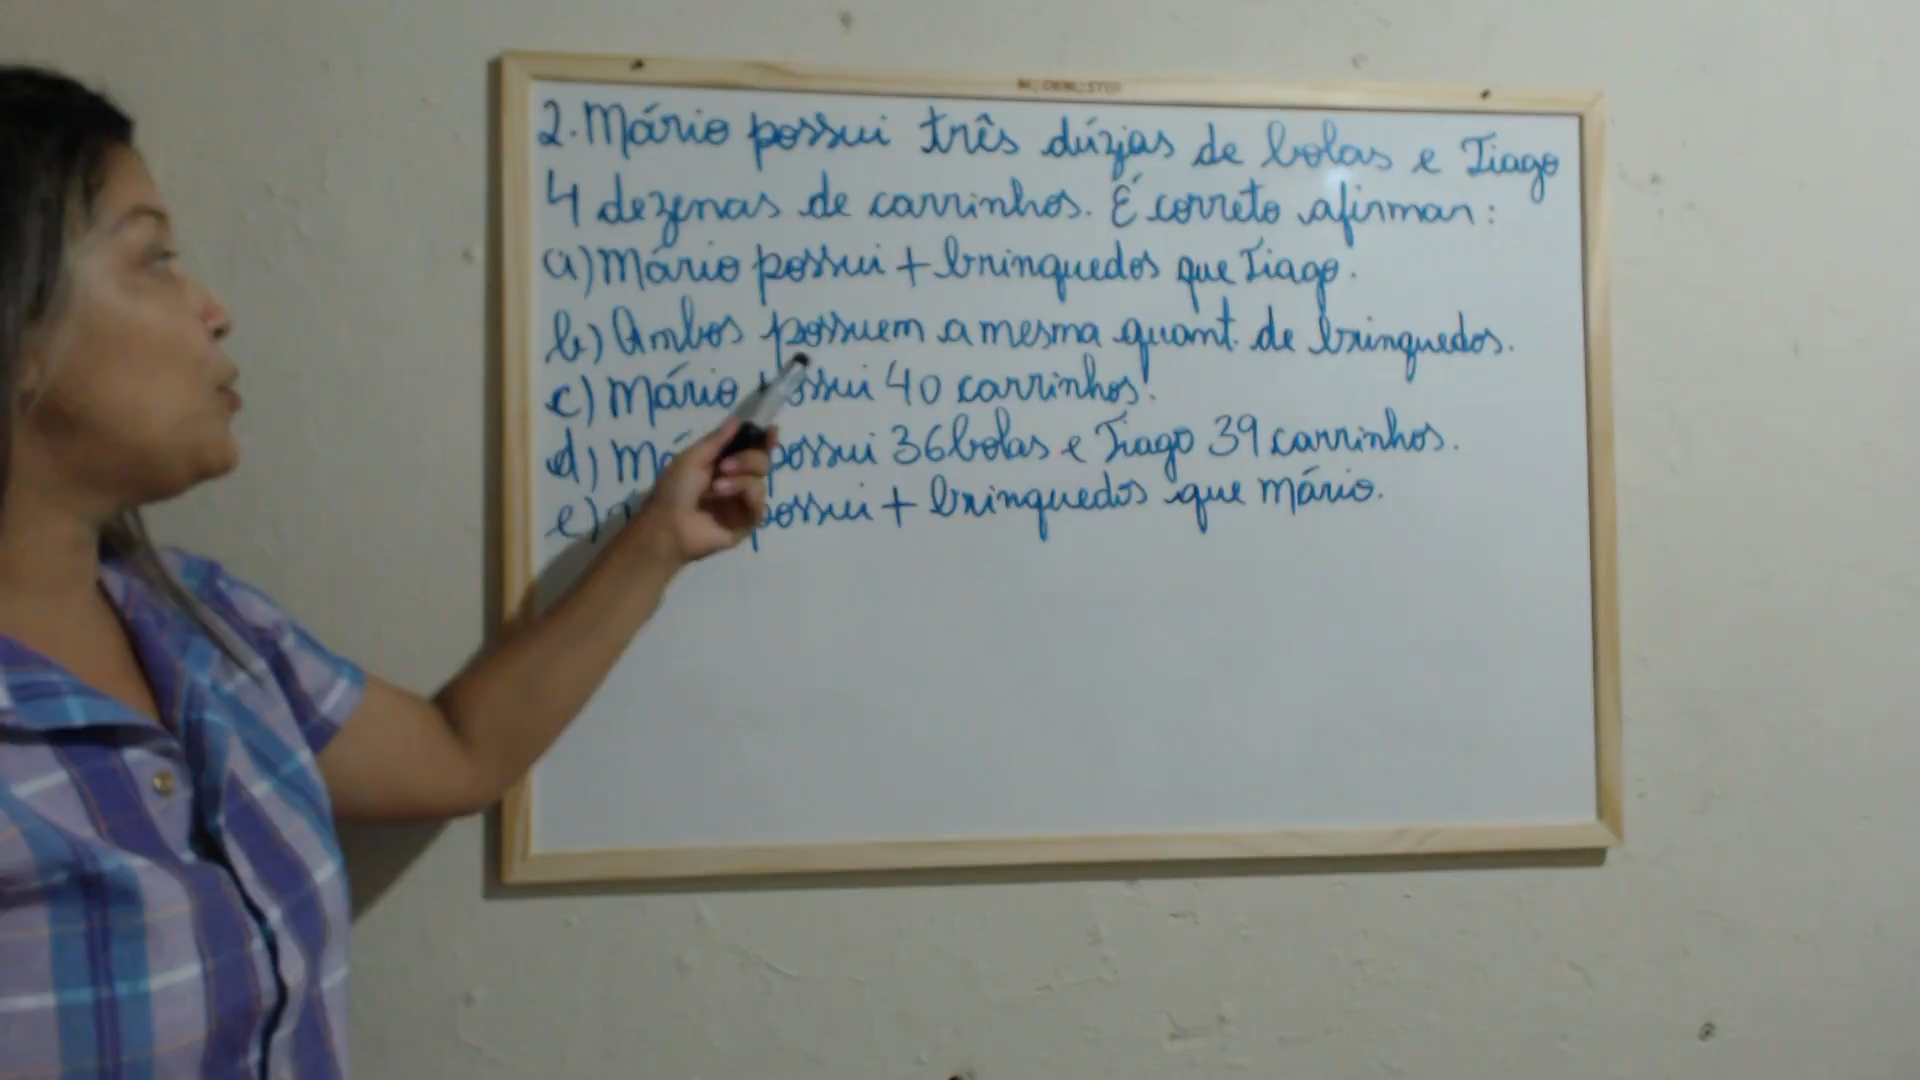 2. Mário possui três dúzias de bolas e Tiago
4 dezenas de carrinhos. É correto afirmar:
a) Mário possui + brinquedos que Tiago.
b) Ambos possuem a mesma quant. de brinquedos.
c) Mário possui 40 carrinhos.
d) possui 36 bolas e Tiago 39 carrinhos.
e) possui + brinquedos que Mário.